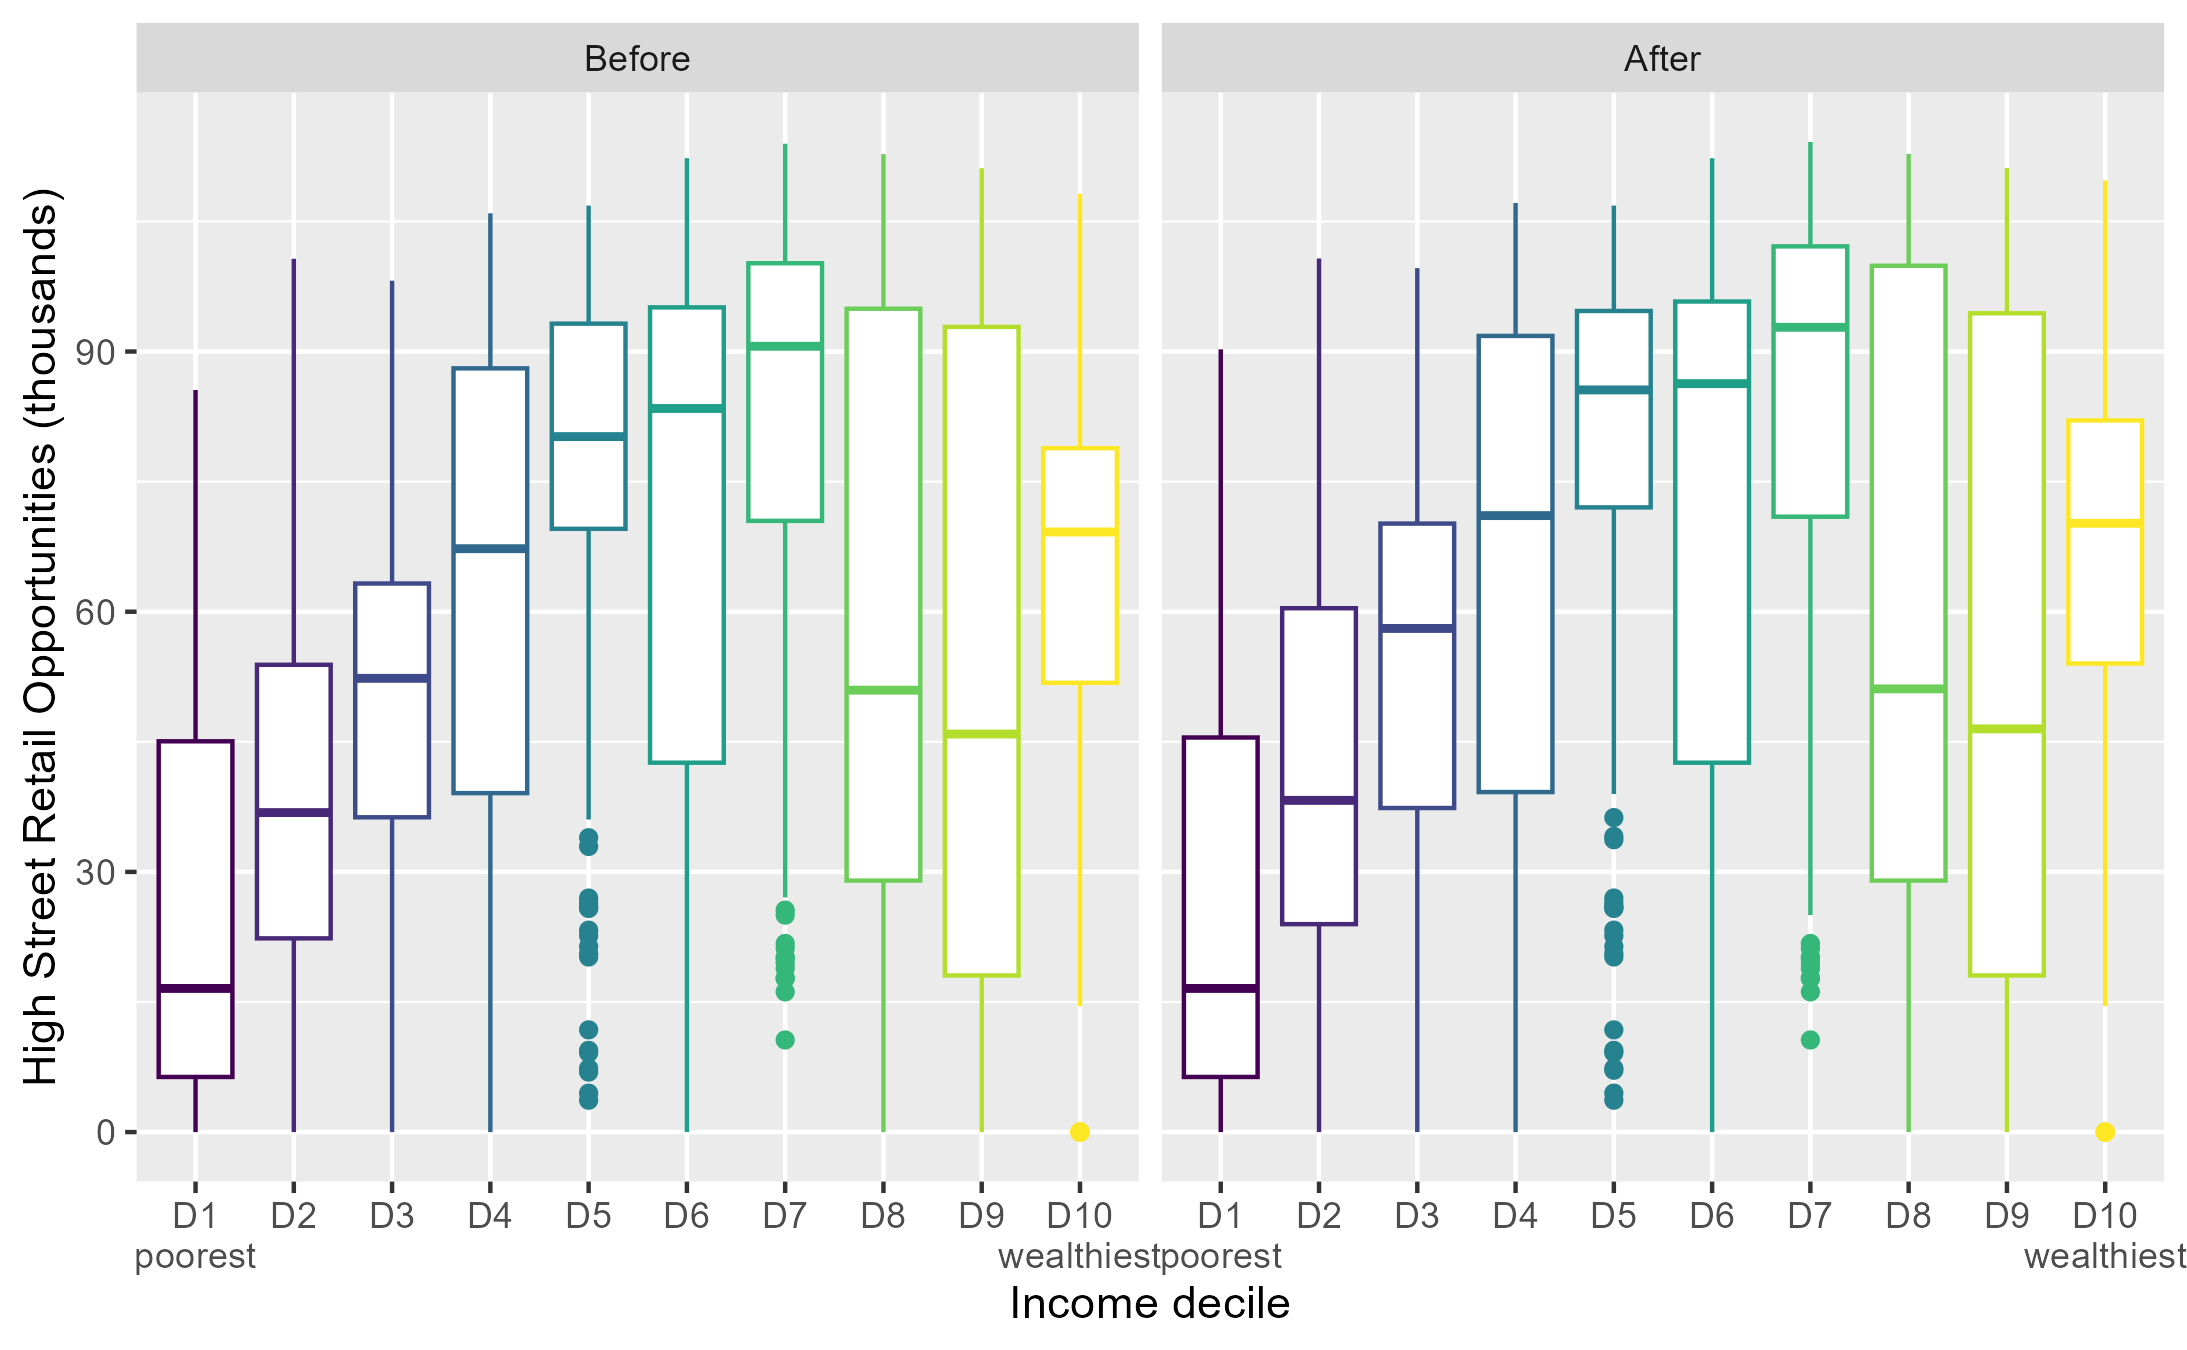 Before
After
High Street Retail Opportunities (thousands)
90
60
30
0
D1 D2 D3 D4 D5 D6 D7 D8 D9 D10
poorest wealthiest
D1 D2 D3 D4 D5 D6 D7 D8 D9 D10
poorest wealthiest
Income decile